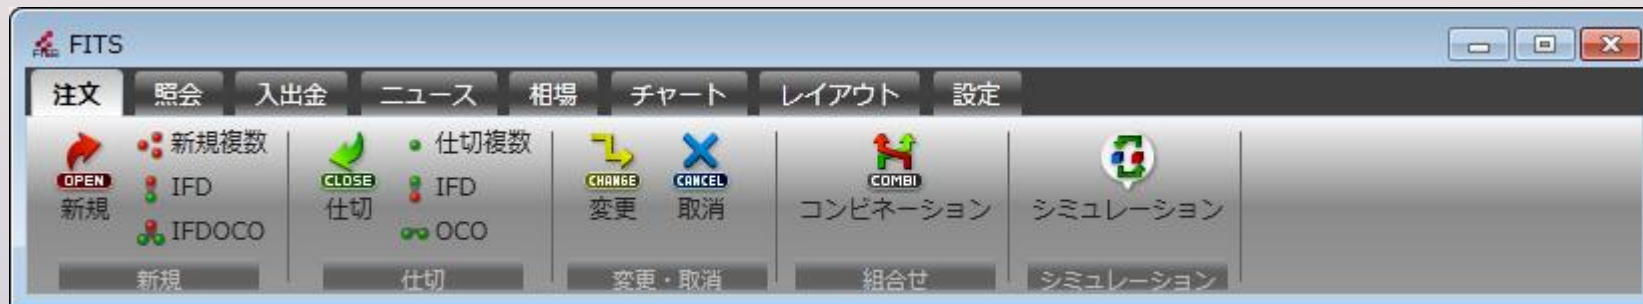 FITS
注文 照会 入出金 ニュース 相場 チャート レイアウト 設定
OPEN
新規
新規複数
IFD
IFDOCO
新規
CLOSE
仕切
仕切複数
IFD
OCO
仕切
CHANGE
変更
CANCEL
取消
変更・取消
COMBI
コンビネーション
組合せ
シミュレーション
シミュレーション